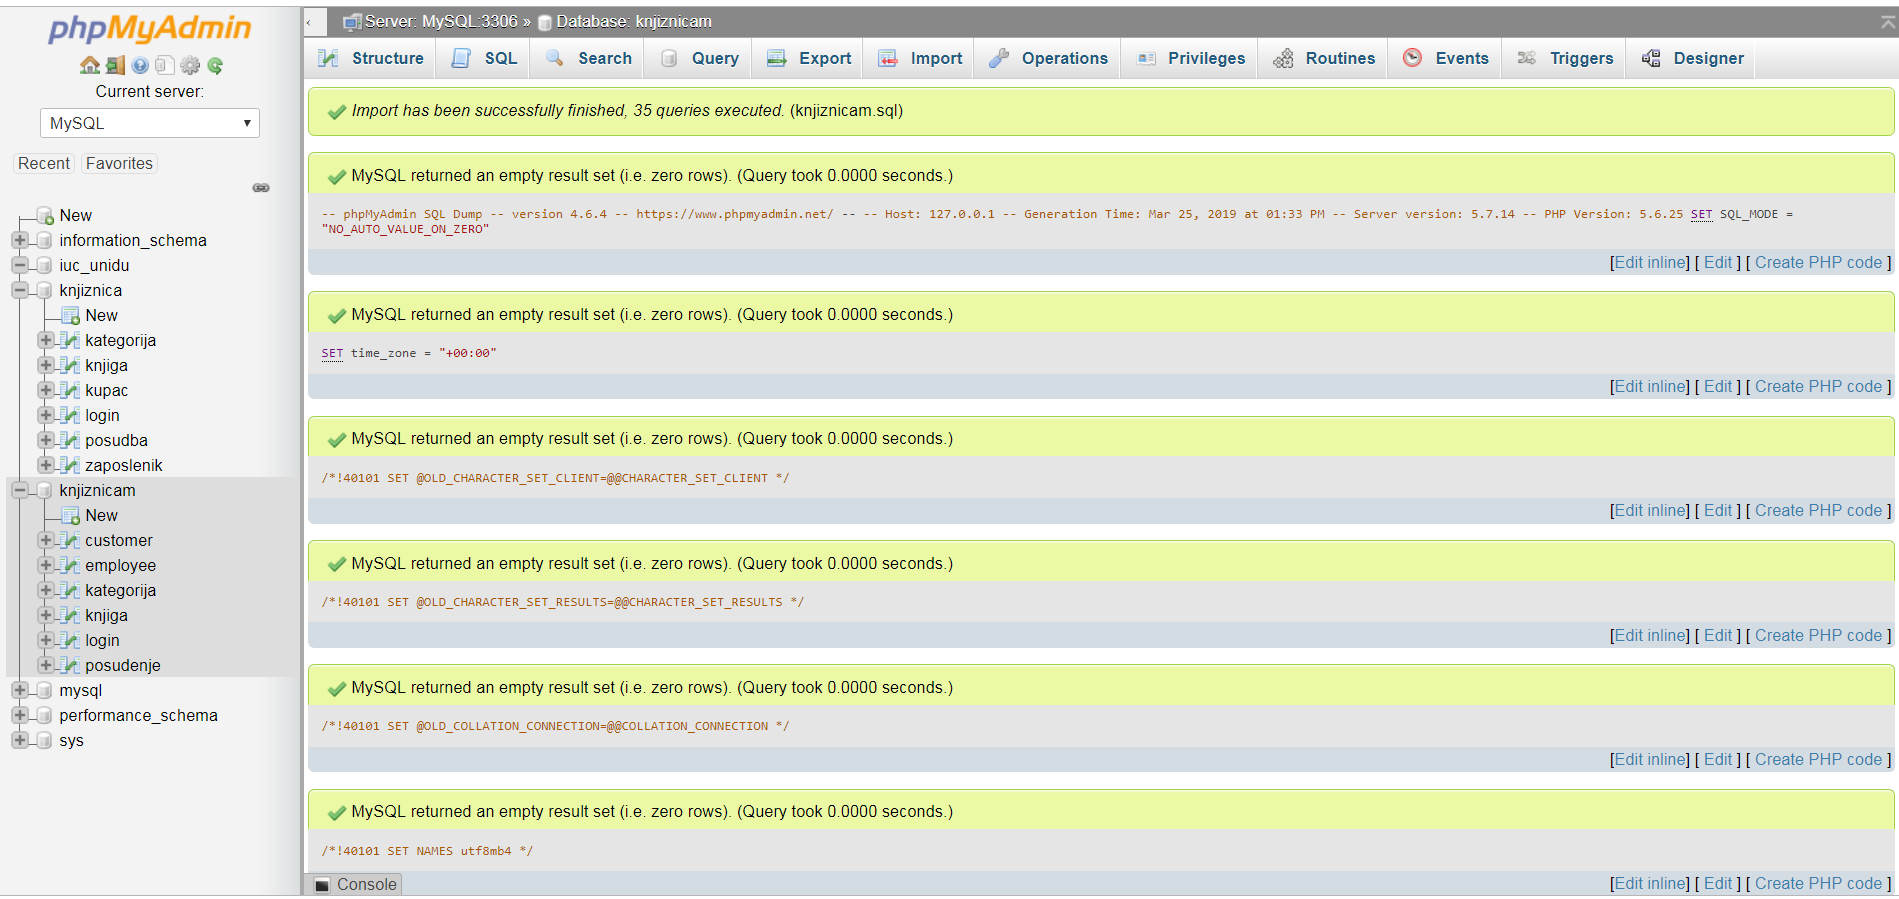 phpMyAdmin
Current server:
MySQL
Recent Favorites
New
information_schema
iuc_unidu
knjiznica
New
kategorija
knjiga
kupac
login
posudba
zaposlenik
knjiznicam
New
customer
employee
kategorija
knjiga
login
posudenje
mysql
performance_schema
sys
Server: MySQL:3306 » Database: knjiznicam
Structure SQL Search Query Export Import Operations Privileges Routines Events Triggers Designer
Import has been successfully finished, 35 queries executed. (knjiznicam.sql)
MySQL returned an empty result set (i.e. zero rows). (Query took 0.0000 seconds.)
-- phpMyAdmin SQL Dump -- version 4.6.4 -- https://www.phpmyadmin.net/ -- -- Host: 127.0.0.1 -- Generation Time: Mar 25, 2019 at 01:33 PM -- Server version: 5.7.14 -- PHP Version: 5.6.25 SET SQL_MODE =
"NO_AUTO_VALUE_ON_ZERO"
[Edit inline] [ Edit ] [ Create PHP code ]
MySQL returned an empty result set (i.e. zero rows). (Query took 0.0000 seconds.)
SET time_zone = "+00:00"
[Edit inline] [ Edit ] [ Create PHP code ]
MySQL returned an empty result set (i.e. zero rows). (Query took 0.0000 seconds.)
/*!40101 SET @OLD_CHARACTER_SET_CLIENT=@@CHARACTER_SET_CLIENT */
[Edit inline] [ Edit ] [ Create PHP code ]
MySQL returned an empty result set (i.e. zero rows). (Query took 0.0000 seconds.)
/*!40101 SET @OLD_CHARACTER_SET_RESULTS=@@CHARACTER_SET_RESULTS */
[Edit inline] [ Edit ] [ Create PHP code ]
MySQL returned an empty result set (i.e. zero rows). (Query took 0.0000 seconds.)
/*!40101 SET @OLD_COLLATION_CONNECTION=@@COLLATION_CONNECTION */
[Edit inline] [ Edit ] [ Create PHP code ]
MySQL returned an empty result set (i.e. zero rows). (Query took 0.0000 seconds.)
/*!40101 SET NAMES utf8mb4 */
Console
[Edit inline] [ Edit ] [ Create PHP code ]